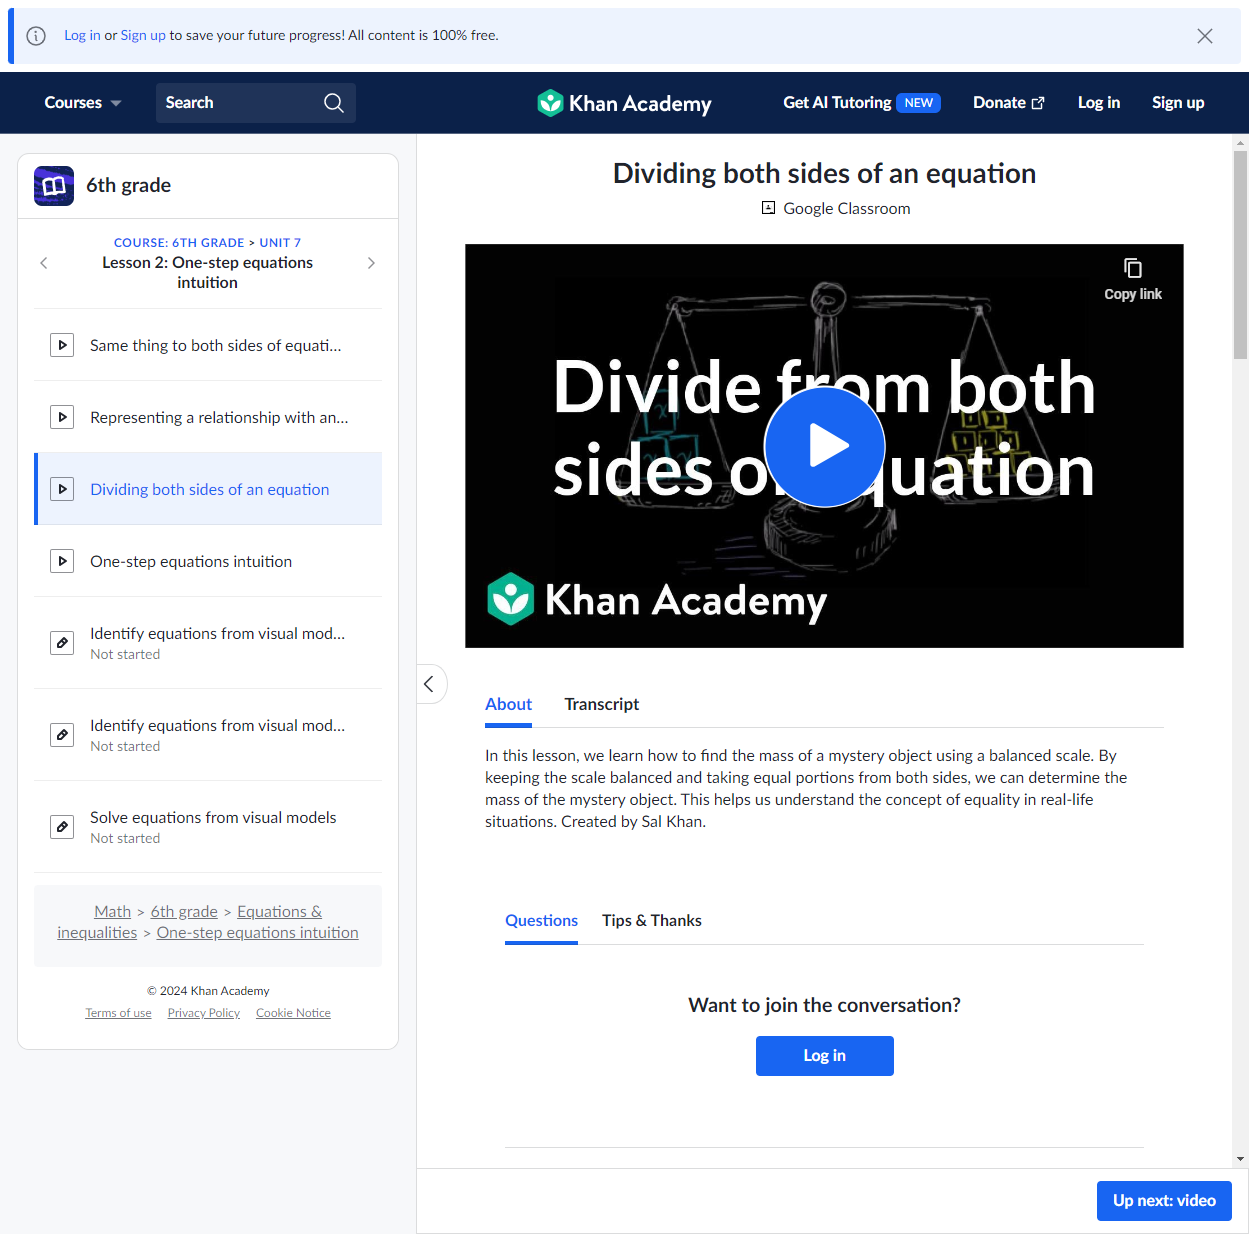 Log in or Sign up to save your future progress! All content is 100% free.
Courses
Search
Khan Academy
Get AI Tutoring NEW
Donate
Log in
Sign up
6th grade
COURSE: 6TH GRADE > UNIT 7
Lesson 2: One-step equations
intuition
Same thing to both sides of equati...
Representing a relationship with an...
Dividing both sides of an equation
One-step equations intuition
Identify equations from visual mod...
Not started
Identify equations from visual mod...
Not started
Solve equations from visual models
Not started
Math > 6th grade > Equations &
inequalities > One-step equations intuition
© 2024 Khan Academy
Terms of use Privacy Policy Cookie Notice
Dividing both sides of an equation
Google Classroom
Copy link
Divide from both
sides o quation
Khan Academy
About Transcript
In this lesson, we learn how to find the mass of a mystery object using a balanced scale. By
keeping the scale balanced and taking equal portions from both sides, we can determine the
mass of the mystery object. This helps us understand the concept of equality in real-life
situations. Created by Sal Khan.
Questions Tips & Thanks
Want to join the conversation?
Log in
Up next: video